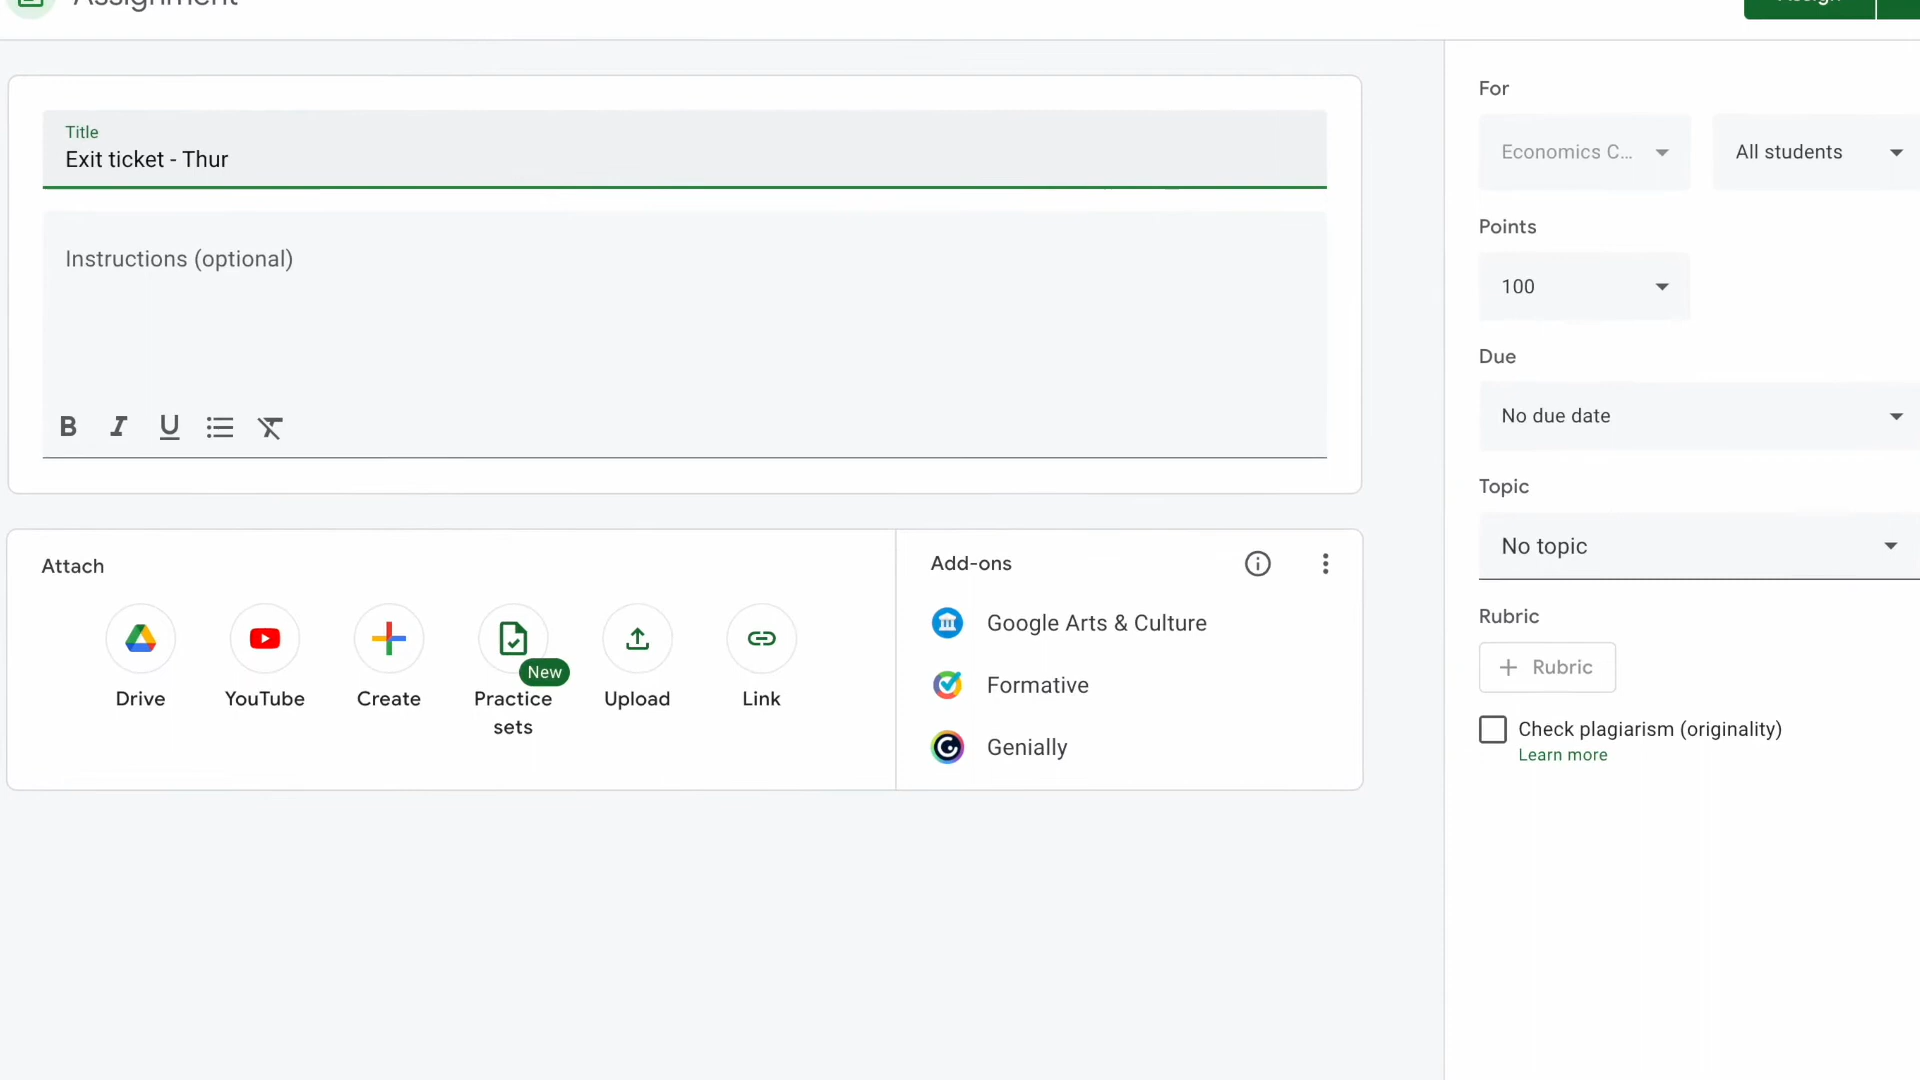 Assignment
Assign
Title
Exit ticket - Thur
Instructions (optional)
B I U
For
Economics C...
All students
Points
100
Due
No due date
Topic
No topic
Rubric
Rubric
Check plagiarism (originality)
Learn more
Attach
Drive
YouTube
Create
New
Practice
sets
Upload
Link
Add-ons
Google Arts & Culture
Formative
Genially